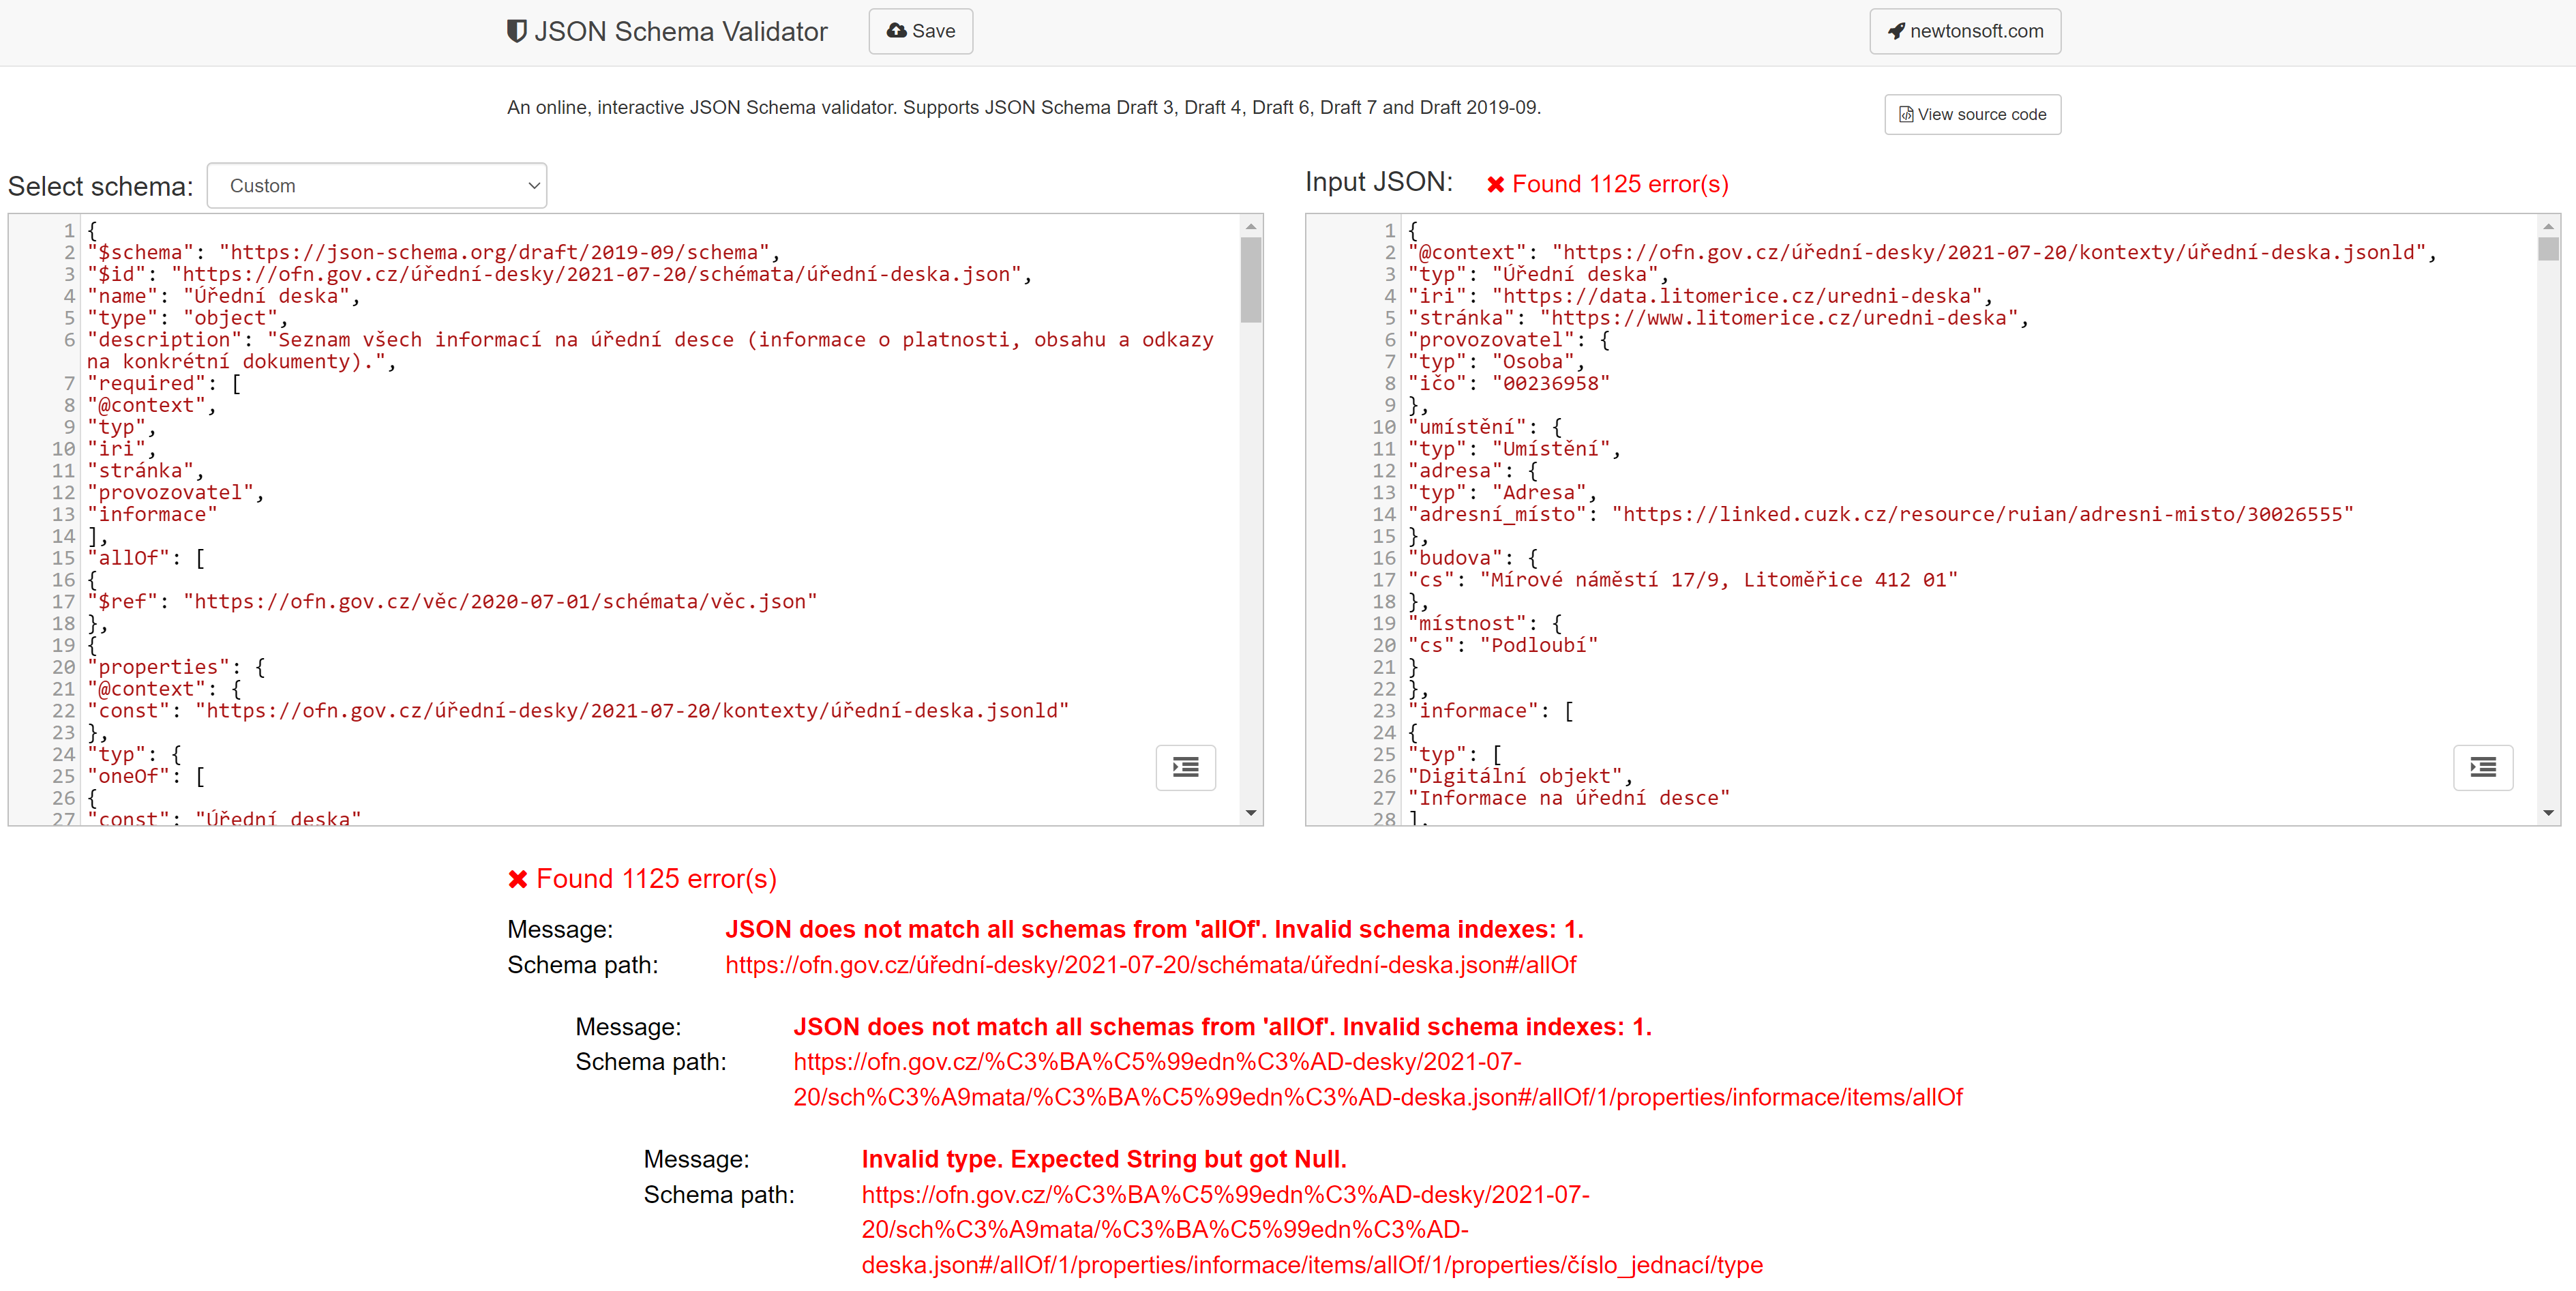 JSON Schema Validator
Save
newtonsoft.com
An online, interactive JSON Schema validator. Supports JSON Schema Draft 3, Draft 4, Draft 6, Draft 7 and Draft 2019-09.
View source code
Select schema:
Custom
1 {
2 "$schema": "https://json-schema.org/draft/2019-09/schema",
3 "$id": "https://ofn.gov.cz/úřední-desky/2021-07-20/schémata/úřední-deska.json",
4 "name": "Úřední deska",
5 "type": "object",
6 "description": "Seznam všech informací na úřední desce (informace o platnosti, obsahu a odkazy
na konkrétní dokumenty).",
7 "required": [
8 "@context",
9 "typ",
10 "iri",
11 "stránka",
12 "provozovatel",
13 "informace"
14 ],
15 "allOf": [
16 {
17 "$ref": "https://ofn.gov.cz/věc/2020-07-01/schémata/věc.json"
18 },
19 {
20 "properties": {
21 "@context": {
22 "const": "https://ofn.gov.cz/úřední-desky/2021-07-20/kontexty/úřední-deska.jsonld"
23 },
24 "typ": {
25 "oneOf": [
26 {
27 "const": "Úřední deska"
Input JSON:
Found 1125 error(s)
1 {
2 "@context": "https://ofn.gov.cz/úřední-desky/2021-07-20/kontexty/úřední-deska.jsonld",
3 "typ": "Úřední deska",
4 "iri": "https://data.litomerice.cz/uredni-deska",
5 "stránka": "https://www.litomerice.cz/uredni-deska",
6 "provozovatel": {
7 "typ": "Osoba",
8 "ičo": "00236958"
9 },
10 "umístění": {
11 "typ": "Umístění",
12 "adresa": {
13 "typ": "Adresa",
14 "adresní_místo": "https://linked.cuzk.cz/resource/ruian/adresni-misto/30026555"
15 },
16 "budova": {
17 "cs": "Mírové náměstí 17/9, Litoměřice 412 01"
18 },
19 "místnost": {
20 "cs": "Podloubí"
21 }
22 },
23 "informace": [
24 {
25 "typ": [
26 "Digitální objekt",
27 "Informace na úřední desce"
28 ],
Found 1125 error(s)
Message: JSON does not match all schemas from 'allOf'. Invalid schema indexes: 1.
Schema path: https://ofn.gov.cz/úřední-desky/2021-07-20/schémata/úřední-deska.json#/allOf
Message: JSON does not match all schemas from 'allOf'. Invalid schema indexes: 1.
Schema path: https://ofn.gov.cz/%C3%BA%C5%99edn%C3%AD-desky/2021-07-
20/sch%C3%A9mata/%C3%BA%C5%99edn%C3%AD-deska.json#/allOf/1/properties/informace/items/allOf
Message: Invalid type. Expected String but got Null.
Schema path: https://ofn.gov.cz/%C3%BA%C5%99edn%C3%AD-desky/2021-07-
20/sch%C3%A9mata/%C3%BA%C5%99edn%C3%AD-
deska.json#/allOf/1/properties/informace/items/allOf/1/properties/číslo_jednací/type